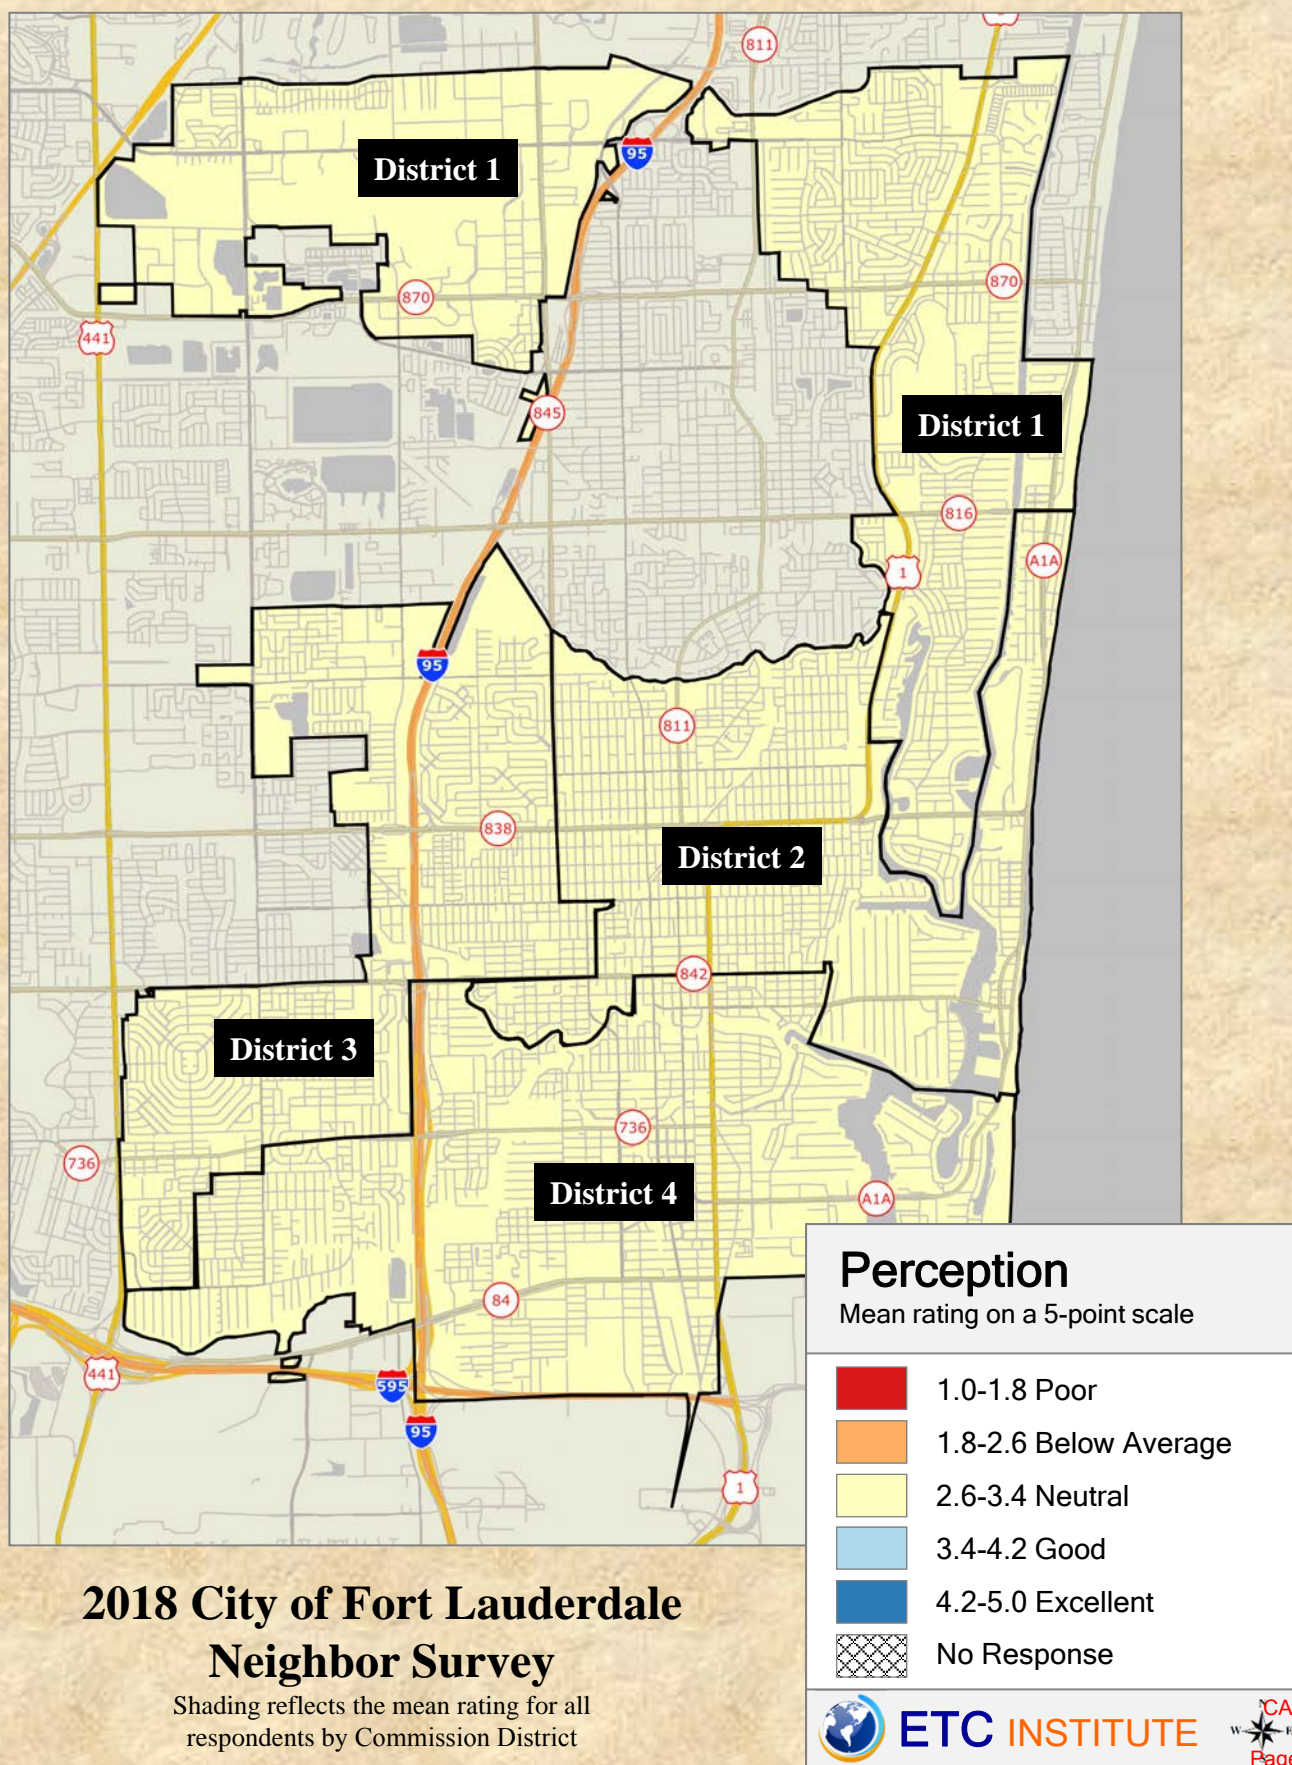 811
95
District 1
870
870
441
845
District 1
816
A1A
1
95
811
838
District 2
842
District 3
736
736
District 4
A1A
84
441
595
95
1
Perception
Mean rating on a 5-point scale
1.0-1.8 Poor
1.8-2.6 Below Average
2.6-3.4 Neutral
3.4-4.2 Good
4.2-5.0 Excellent
No Response
2018 City of Fort Lauderdale
Neighbor Survey
Shading reflects the mean rating for all
respondents by Commission District
ETC INSTITUTE
CA
W
Page